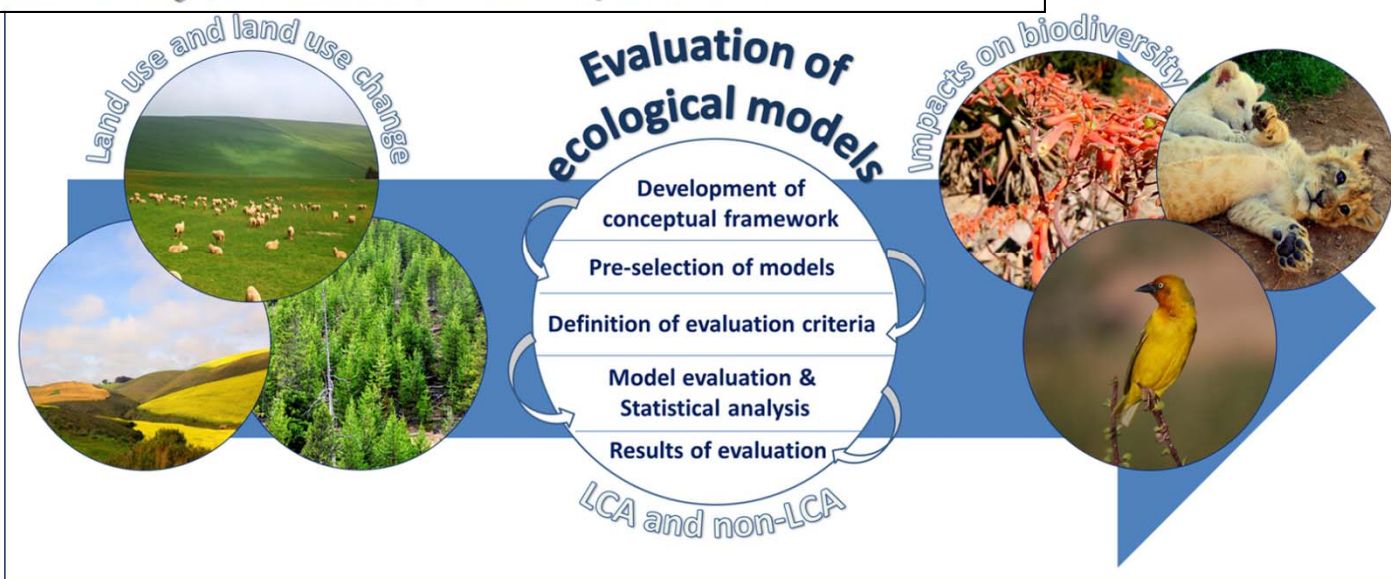 Land use and land use change
Evaluation of
ecological models
Development of
conceptual framework
Pre-selection of models
Definition of evaluation criteria
Model evaluation &
Statistical analysis
Results of evaluation
LCA and non-LCA
Impacts on biodiversity